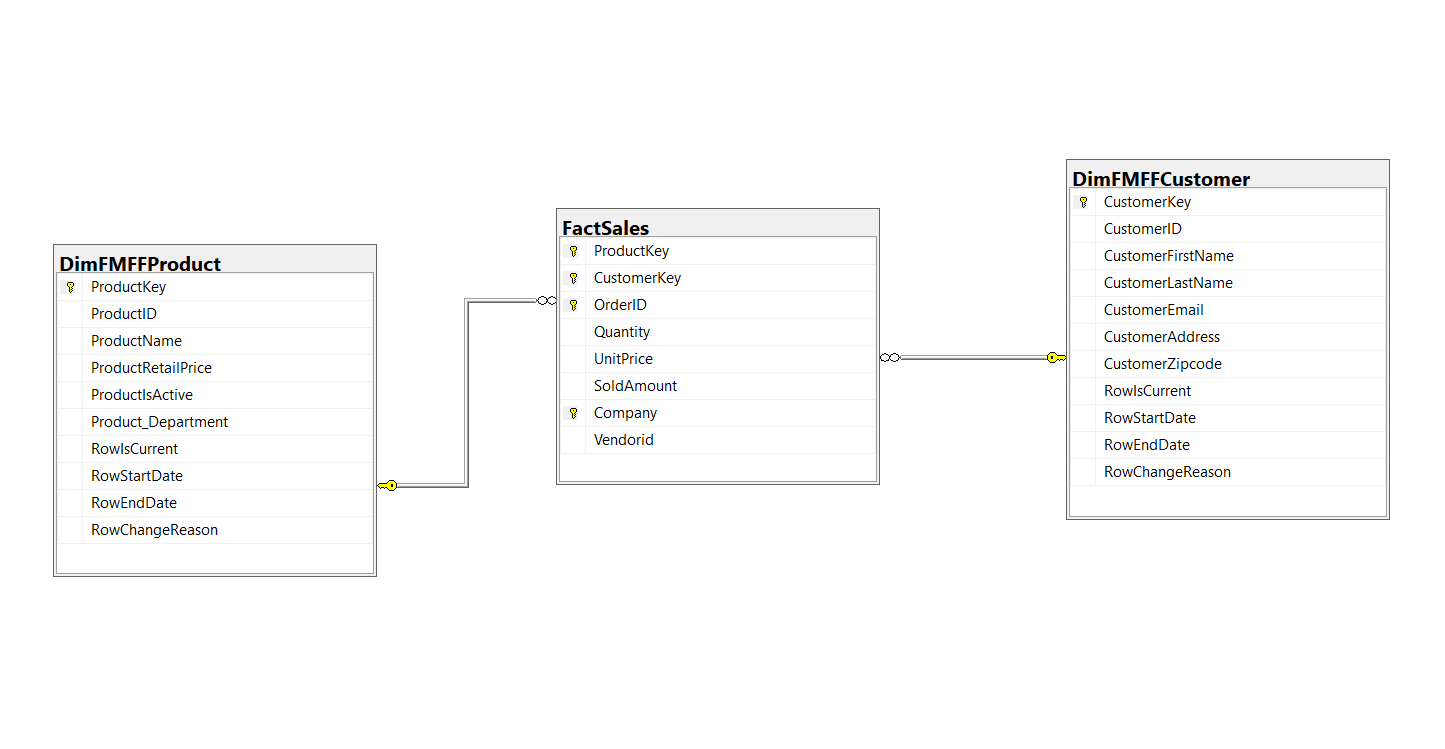 DimFMFFProduct
ProductKey
ProductID
ProductName
ProductRetailPrice
ProductIsActive
Product_Department
RowIsCurrent
RowStartDate
RowEndDate
RowChangeReason
FactSales
ProductKey
CustomerKey
OrderID
Quantity
UnitPrice
SoldAmount
Company
Vendorid
DimFMFFCustomer
CustomerKey
CustomerID
CustomerFirstName
CustomerLastName
CustomerEmail
CustomerAddress
CustomerZipcode
RowIsCurrent
RowStartDate
RowEndDate
RowChangeReason